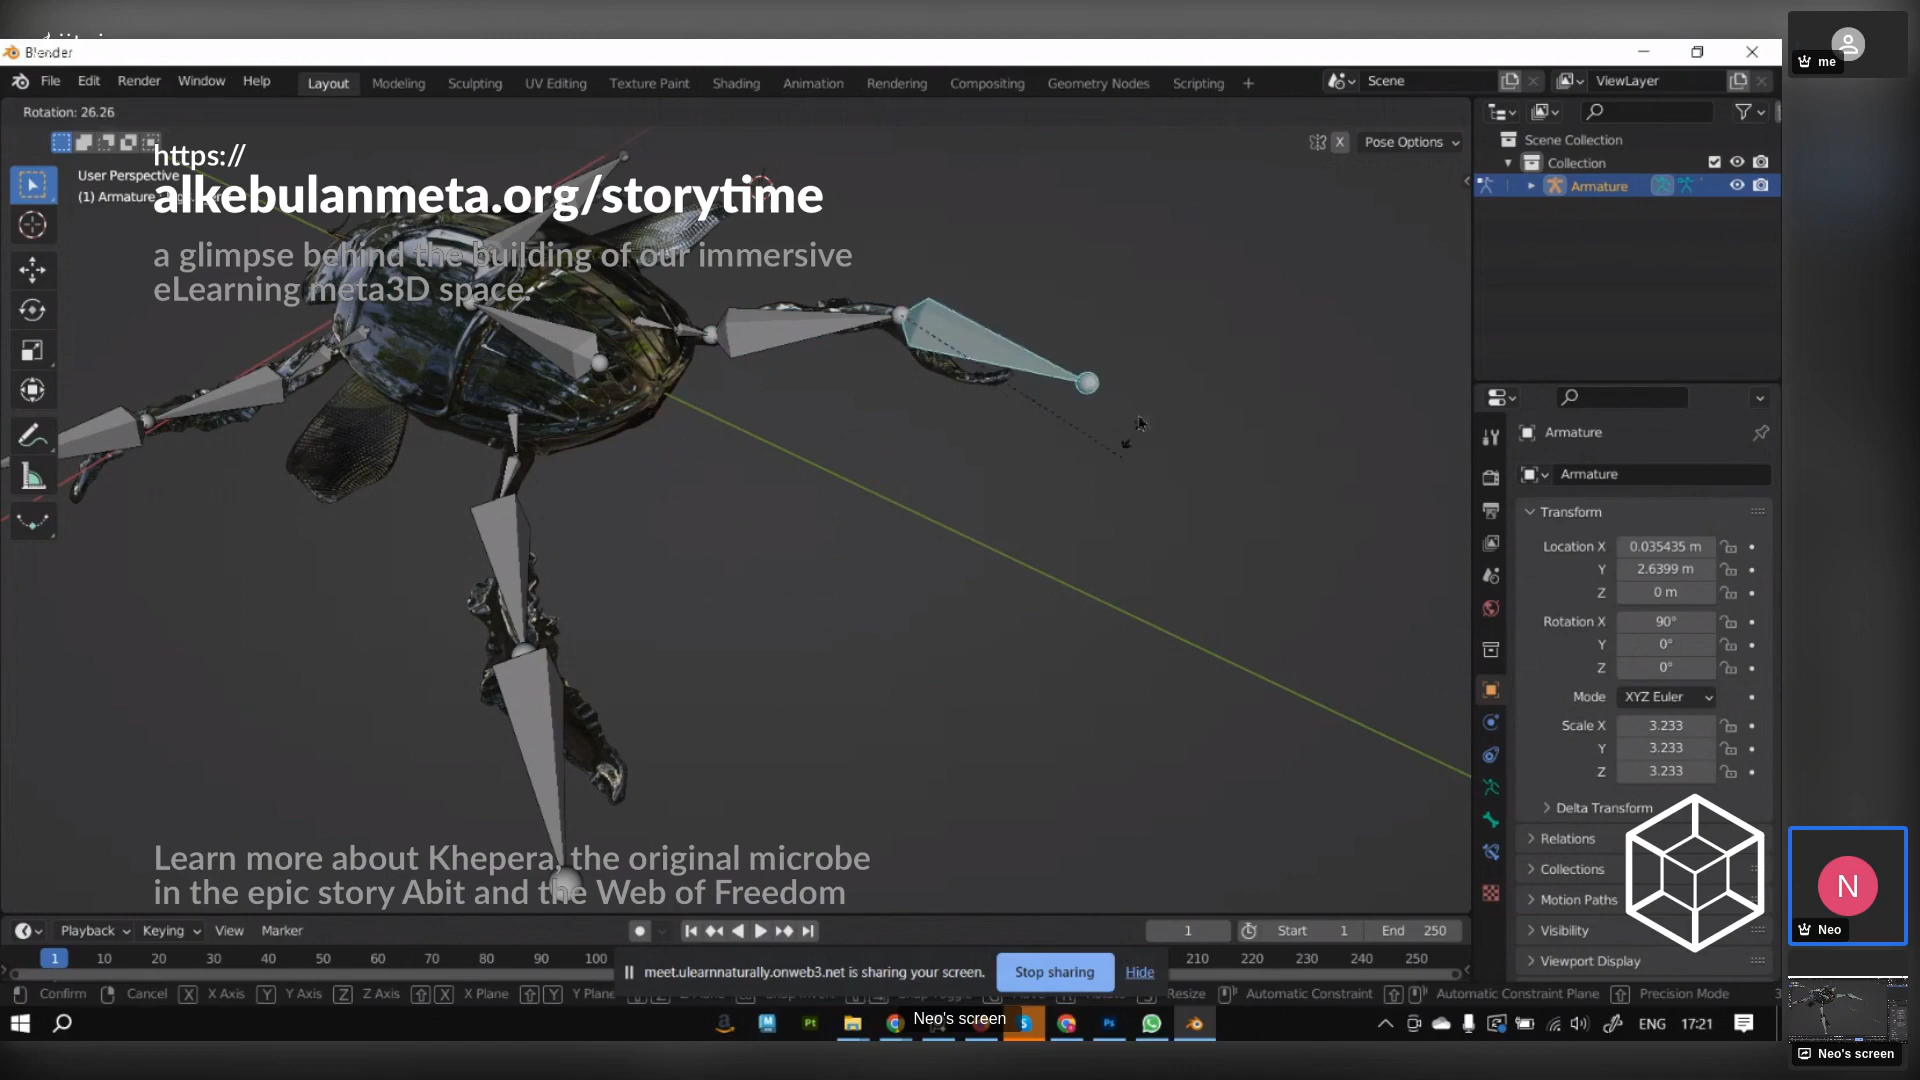 Blender
me
File Edit Render Window Help Layout Modeling Sculpting UV Editing Texture Paint Shading Animation Rendering Compositing Geometry Nodes Scripting + Scene ViewLayer
Rotation: 26.26
X Pose Options
https://
User Perspective
(1) Armature
alkebulanmeta.org/storytime
a glimpse behind the building of our immersive
eLearning meta3D space.
Scene Collection
Collection
Armature
Armature
Armature
Transform
Location X 0.035435 m
Y 2.6399 m
Z 0 m
Rotation X 90°
Y 0°
Z 0°
Mode XYZ Euler
Scale X 3.233
Y 3.233
Z 3.233
Delta Transform
Relations
Collections
Motion Paths
Visibility
Viewport Display
Learn more about Khepera, the original microbe
in the epic story Abit and the Web of Freedom
N
Neo
Playback Keying View Marker 1 Start 1 End 250
1 10 20 30 40 50 60 70 80 90 100 210 220 230 240 250
meet.ulearnnaturally.onweb3.net is sharing your screen. Stop sharing Hide
Confirm Cancel X X Axis Y Y Axis Z Z Axis X X Plane Y Y Plane Resize Automatic Constraint Automatic Constraint Plane Precision Mode
Neo's screen
ENG 17:21
Neo's screen